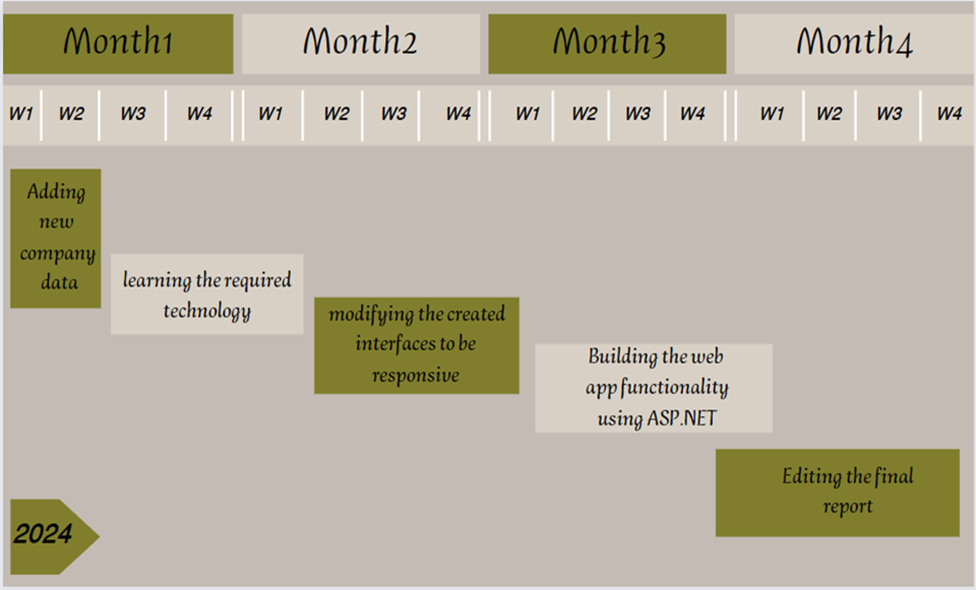 Month1 Month2 Month3 Month4
W1 W2 W3 W4 W1 W2 W3 W4 W1 W2 W3 W4 W1 W2 W3 W4
Adding
new
company
data
learning the required
technology
modifying the created
interfaces to be
responsive
Building the web
app functionality
using ASP.NET
Editing the final
report
2024